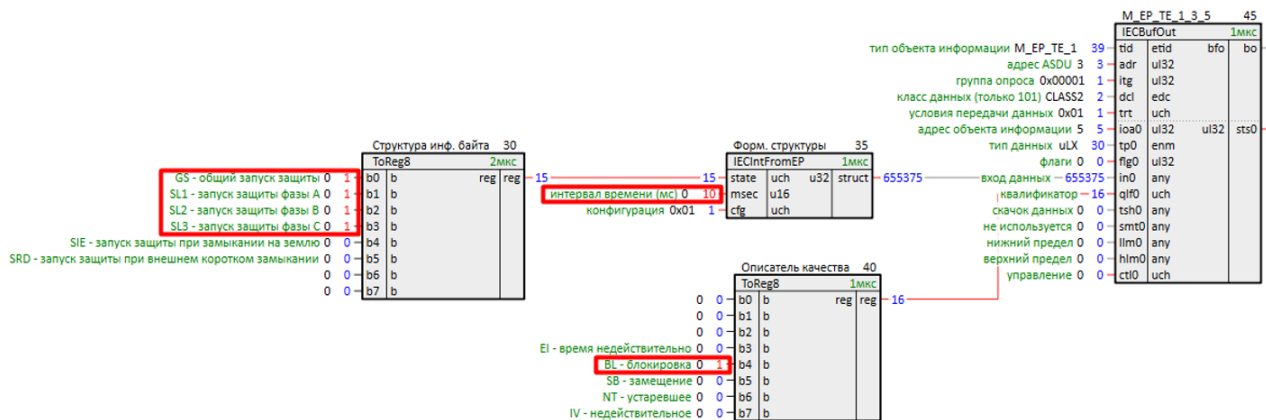 M_EP_TE_1_3_5 45
IECBufOut 1мкс
тип объекта информации M_EP_TE_1 39 tid etid bfo bo
адрес ASDU 3 3 adr ul32
группа опроса 0x00001 1 itg ul32
класс данных (только 101) CLASS2 2 dcl edc
условия передачи данных 0x01 1 trt uch
адрес объекта информации 5 5 ioa0 ul32 ul32 sts0
тип данных uLX 30 tp0 enm
флаги 0 0 flg0 ul32
вход данных 655375 in0 any
квалификатор 16 qlf0 uch
скачок данных 0 0 tsh0 any
не используется 0 0 smt0 any
нижний предел 0 0 llm0 any
верхний предел 0 0 hlm0 any
управление 0 0 ctl0 uch
Структура инф. байта 30
ToReg8 2мкс
GS - общий запуск защиты 0 1 b0 b reg reg 15
SL1 - запуск защиты фазы A 0 1 b1 b
SL2 - запуск защиты фазы B 0 1 b2 b
SL3 - запуск защиты фазы C 0 1 b3 b
SIE - запуск защиты при замыкании на землю 0 0 b4 b
SRD - запуск защиты при внешнем коротком замыкании 0 0 b5 b
0 0 b6 b
0 0 b7 b
Форм. структуры 35
IECIntFromEP 1мкс
15 state uch u32 struct 655375
интервал времени (мс) 0 10 msec u16
конфигурация 0x01 1 cfg uch
Описатель качества 40
ToReg8 1мкс
0 0 b0 b reg reg 16
0 0 b1 b
0 0 b2 b
EI - время недействительно 0 0 b3 b
BL - блокировка 0 1 b4 b
SB - замещение 0 0 b5 b
NT - устаревшее 0 0 b6 b
IV - недействительное 0 0 b7 b